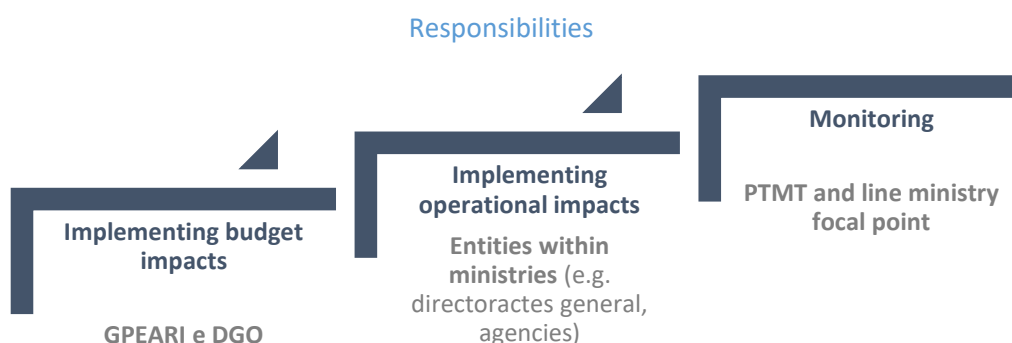 Responsibilities
Implementing budget
impacts
GPEARI e DGO
Implementing
operational impacts
Entities within
ministries (e.g.
directoractes general,
agencies)
Monitoring
PTMT and line ministry
focal point